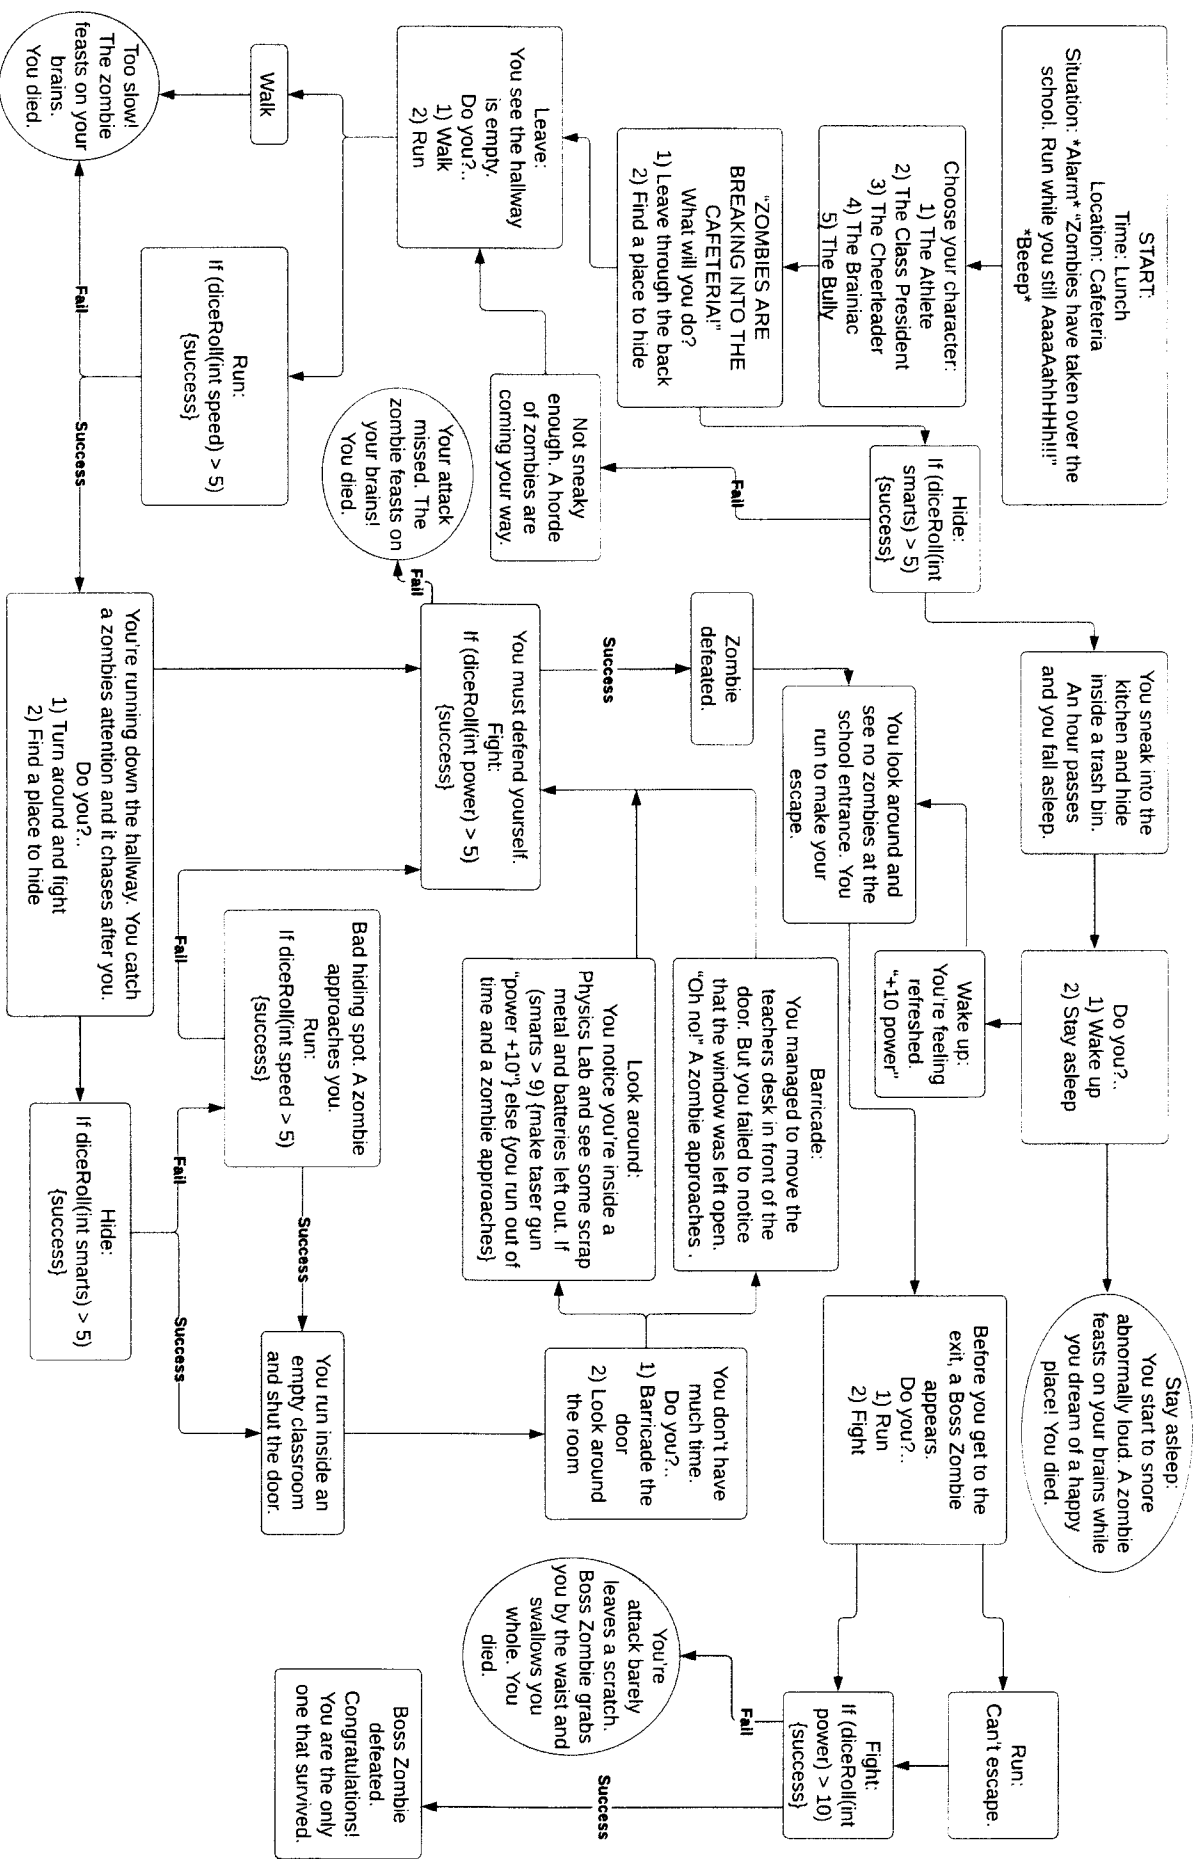 START:
Time: Lunch
Location: Cafeteria
Situation: *Alarm* "Zombies have taken over the
school. Run while you still AaaaAahhHHh!!!"
*Beeep*
Choose your character:
1) The Athlete
2) The Class President
3) The Cheerleader
4) The Brainiac
5) The Bully
"ZOMBIES ARE
BREAKING INTO THE
CAFETERIA!"
What will you do?
1) Leave through the back
2) Find a place to hide
Leave:
You see the hallway
is empty.
Do you?..
1) Walk
2) Run
Walk
Too slow!
The zombie
feasts on your
brains.
You died.
Run:
If (diceRoll(int speed) > 5)
{success}
Fail
Success
Hide:
If (diceRoll(int
smarts) > 5)
{success}
Fail
Not sneaky
enough. A horde
of zombies are
coming your way.
You sneak into the
kitchen and hide
inside a trash bin.
An hour passes
and you fall asleep.
Do you?..
1) Wake up
2) Stay asleep
Stay asleep:
You start to snore
abnormally loud. A zombie
feasts on your brains while
you dream of a happy
place! You died.
Wake up:
You're feeling
refreshed.
"+10 power"
You look around and
see no zombies at the
school entrance. You
run to make your
escape.
Zombie
defeated.
Success
You must defend yourself.
Fight:
If (diceRoll(int power) > 5)
{success}
Fail
Your attack
missed. The
zombie feasts on
your brains!
You died.
You're running down the hallway. You catch
a zombies attention and it chases after you.
Do you?..
1) Turn around and fight
2) Find a place to hide
Hide:
If diceRoll(int smarts) > 5)
{success}
Fail
Success
Bad hiding spot. A zombie
approaches you.
Run:
If diceRoll(int speed > 5)
{success}
Fail
Success
You run inside an
empty classroom
and shut the door.
You don't have
much time.
Do you?..
1) Barricade the
door
2) Look around
the room
Barricade:
You managed to move the
teachers desk in front of the
door. But you failed to notice
that the window was left open.
"Oh no!" A zombie approaches .
Look around:
You notice you're inside a
Physics Lab and see some scrap
metal and batteries left out. If
(smarts > 9) {make taser gun
"power +10"} else {you run out of
time and a zombie approaches}
Before you get to the
exit, a Boss Zombie
appears.
Do you?..
1) Run
2) Fight
Run:
Can't escape.
Fight:
If (diceRoll(int
power) > 10)
{success}
Fail
Success
You're
attack barely
leaves a scratch.
Boss Zombie grabs
you by the waist and
swallows you
whole. You
died.
Boss Zombie
defeated.
Congratulations!
You are the only
one that survived.